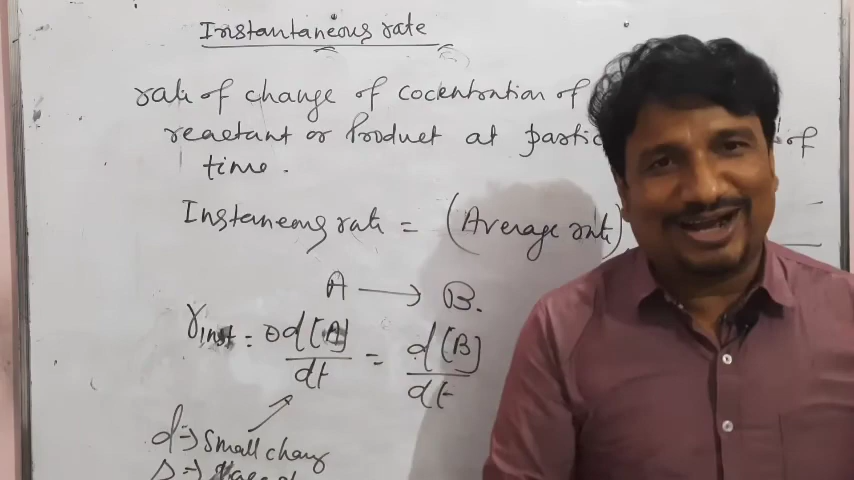 Instantaneous rate
rate of change of cocentration of
reactant or Product at partic of
time.
Instaneous rate = (Average rate)
A → B.
r inst = ⊖ d[A]/dt = d[B]/dt
d ⇒ Small chang
Δ ⇒